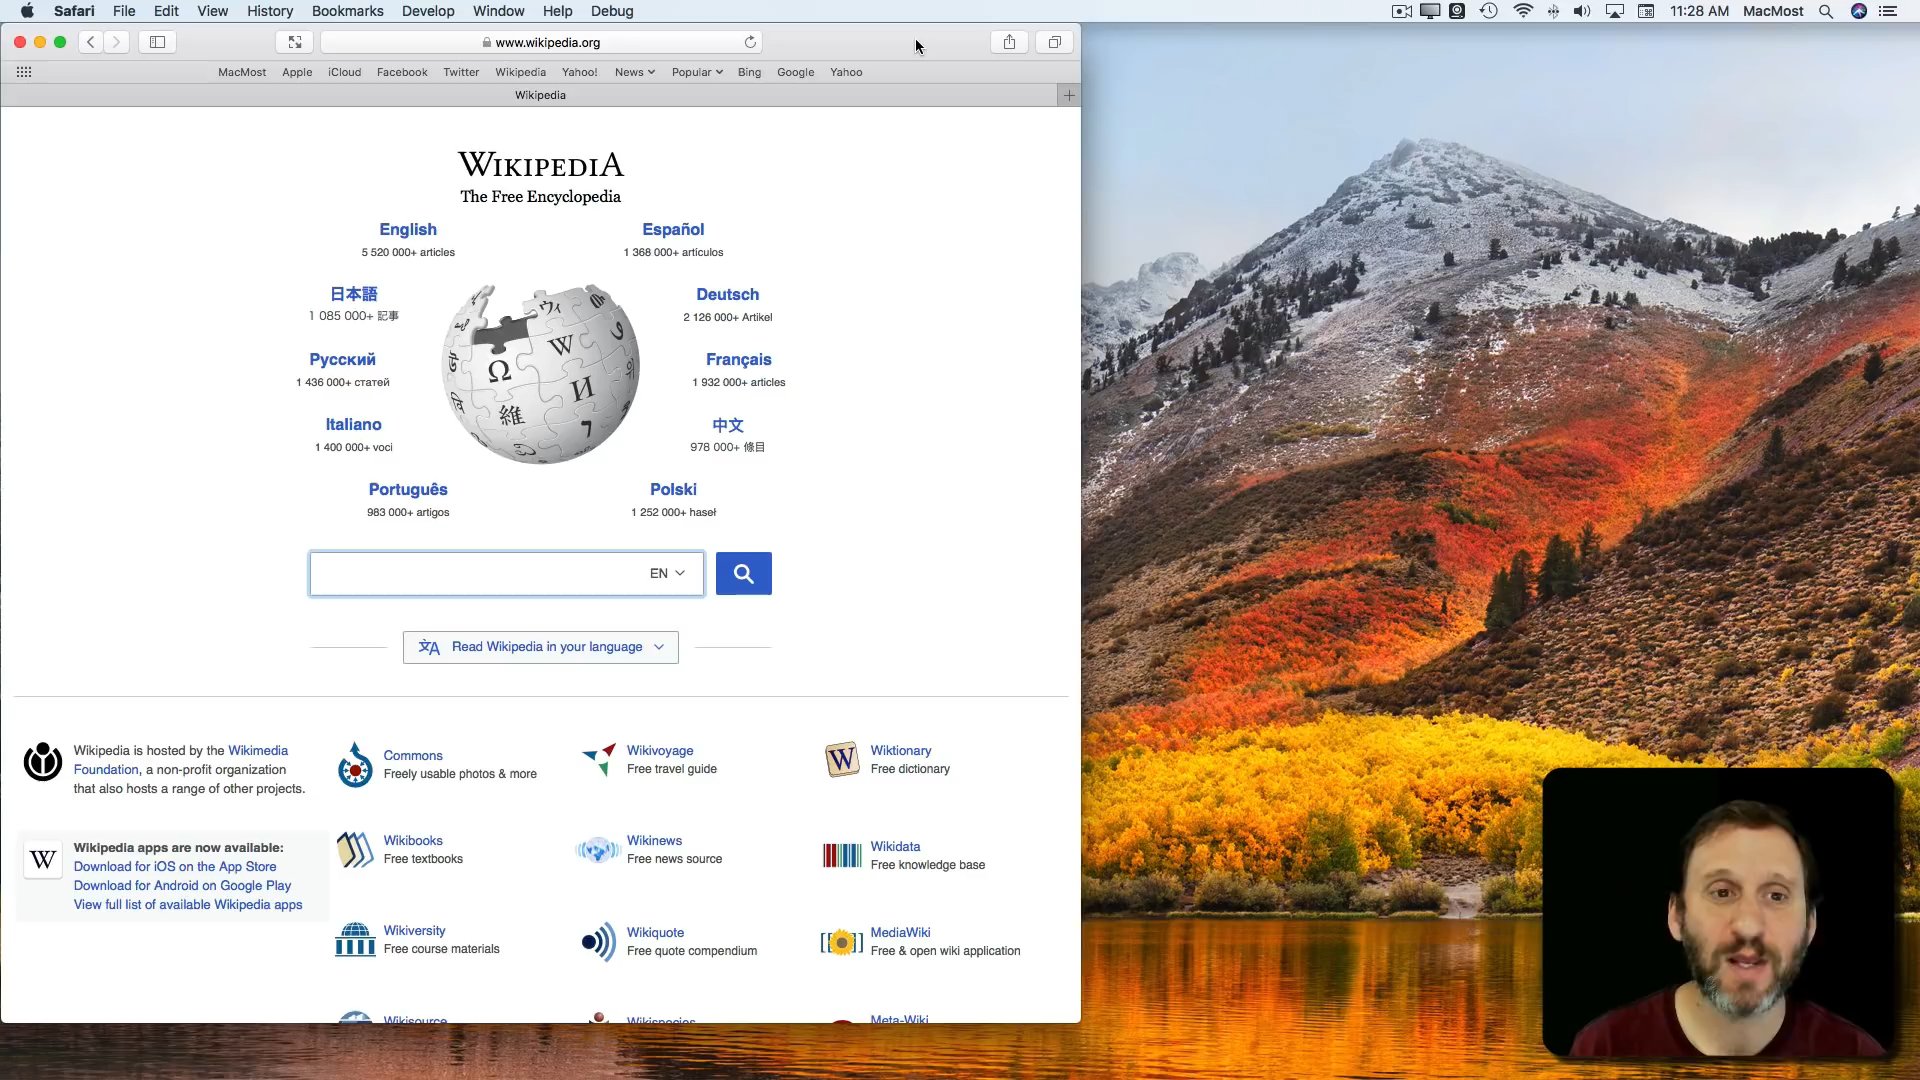 Safari File Edit View History Bookmarks Develop Window Help Debug
11:28 AM MacMost
www.wikipedia.org
MacMost Apple iCloud Facebook Twitter Wikipedia Yahoo! News Popular Bing Google Yahoo
Wikipedia
WIKIPEDIA
The Free Encyclopedia
English
5 520 000+ articles
Español
1 368 000+ artículos
日本語
1 085 000+ 記事
Deutsch
2 126 000+ Artikel
Русский
1 436 000+ статей
Français
1 932 000+ articles
Italiano
1 400 000+ voci
中文
978 000+ 條目
Português
983 000+ artigos
Polski
1 252 000+ haseł
Ω W И 維 ウィ
EN
Read Wikipedia in your language
Wikipedia is hosted by the Wikimedia
Foundation, a non-profit organization
that also hosts a range of other projects.
W
Wikipedia apps are now available:
Download for iOS on the App Store
Download for Android on Google Play
View full list of available Wikipedia apps
Commons
Freely usable photos & more
Wikivoyage
Free travel guide
W
Wiktionary
Free dictionary
Wikibooks
Free textbooks
Wikinews
Free news source
Wikidata
Free knowledge base
Wikiversity
Free course materials
Wikiquote
Free quote compendium
MediaWiki
Free & open wiki application
Wikisource
Wikispecies
Meta-Wiki